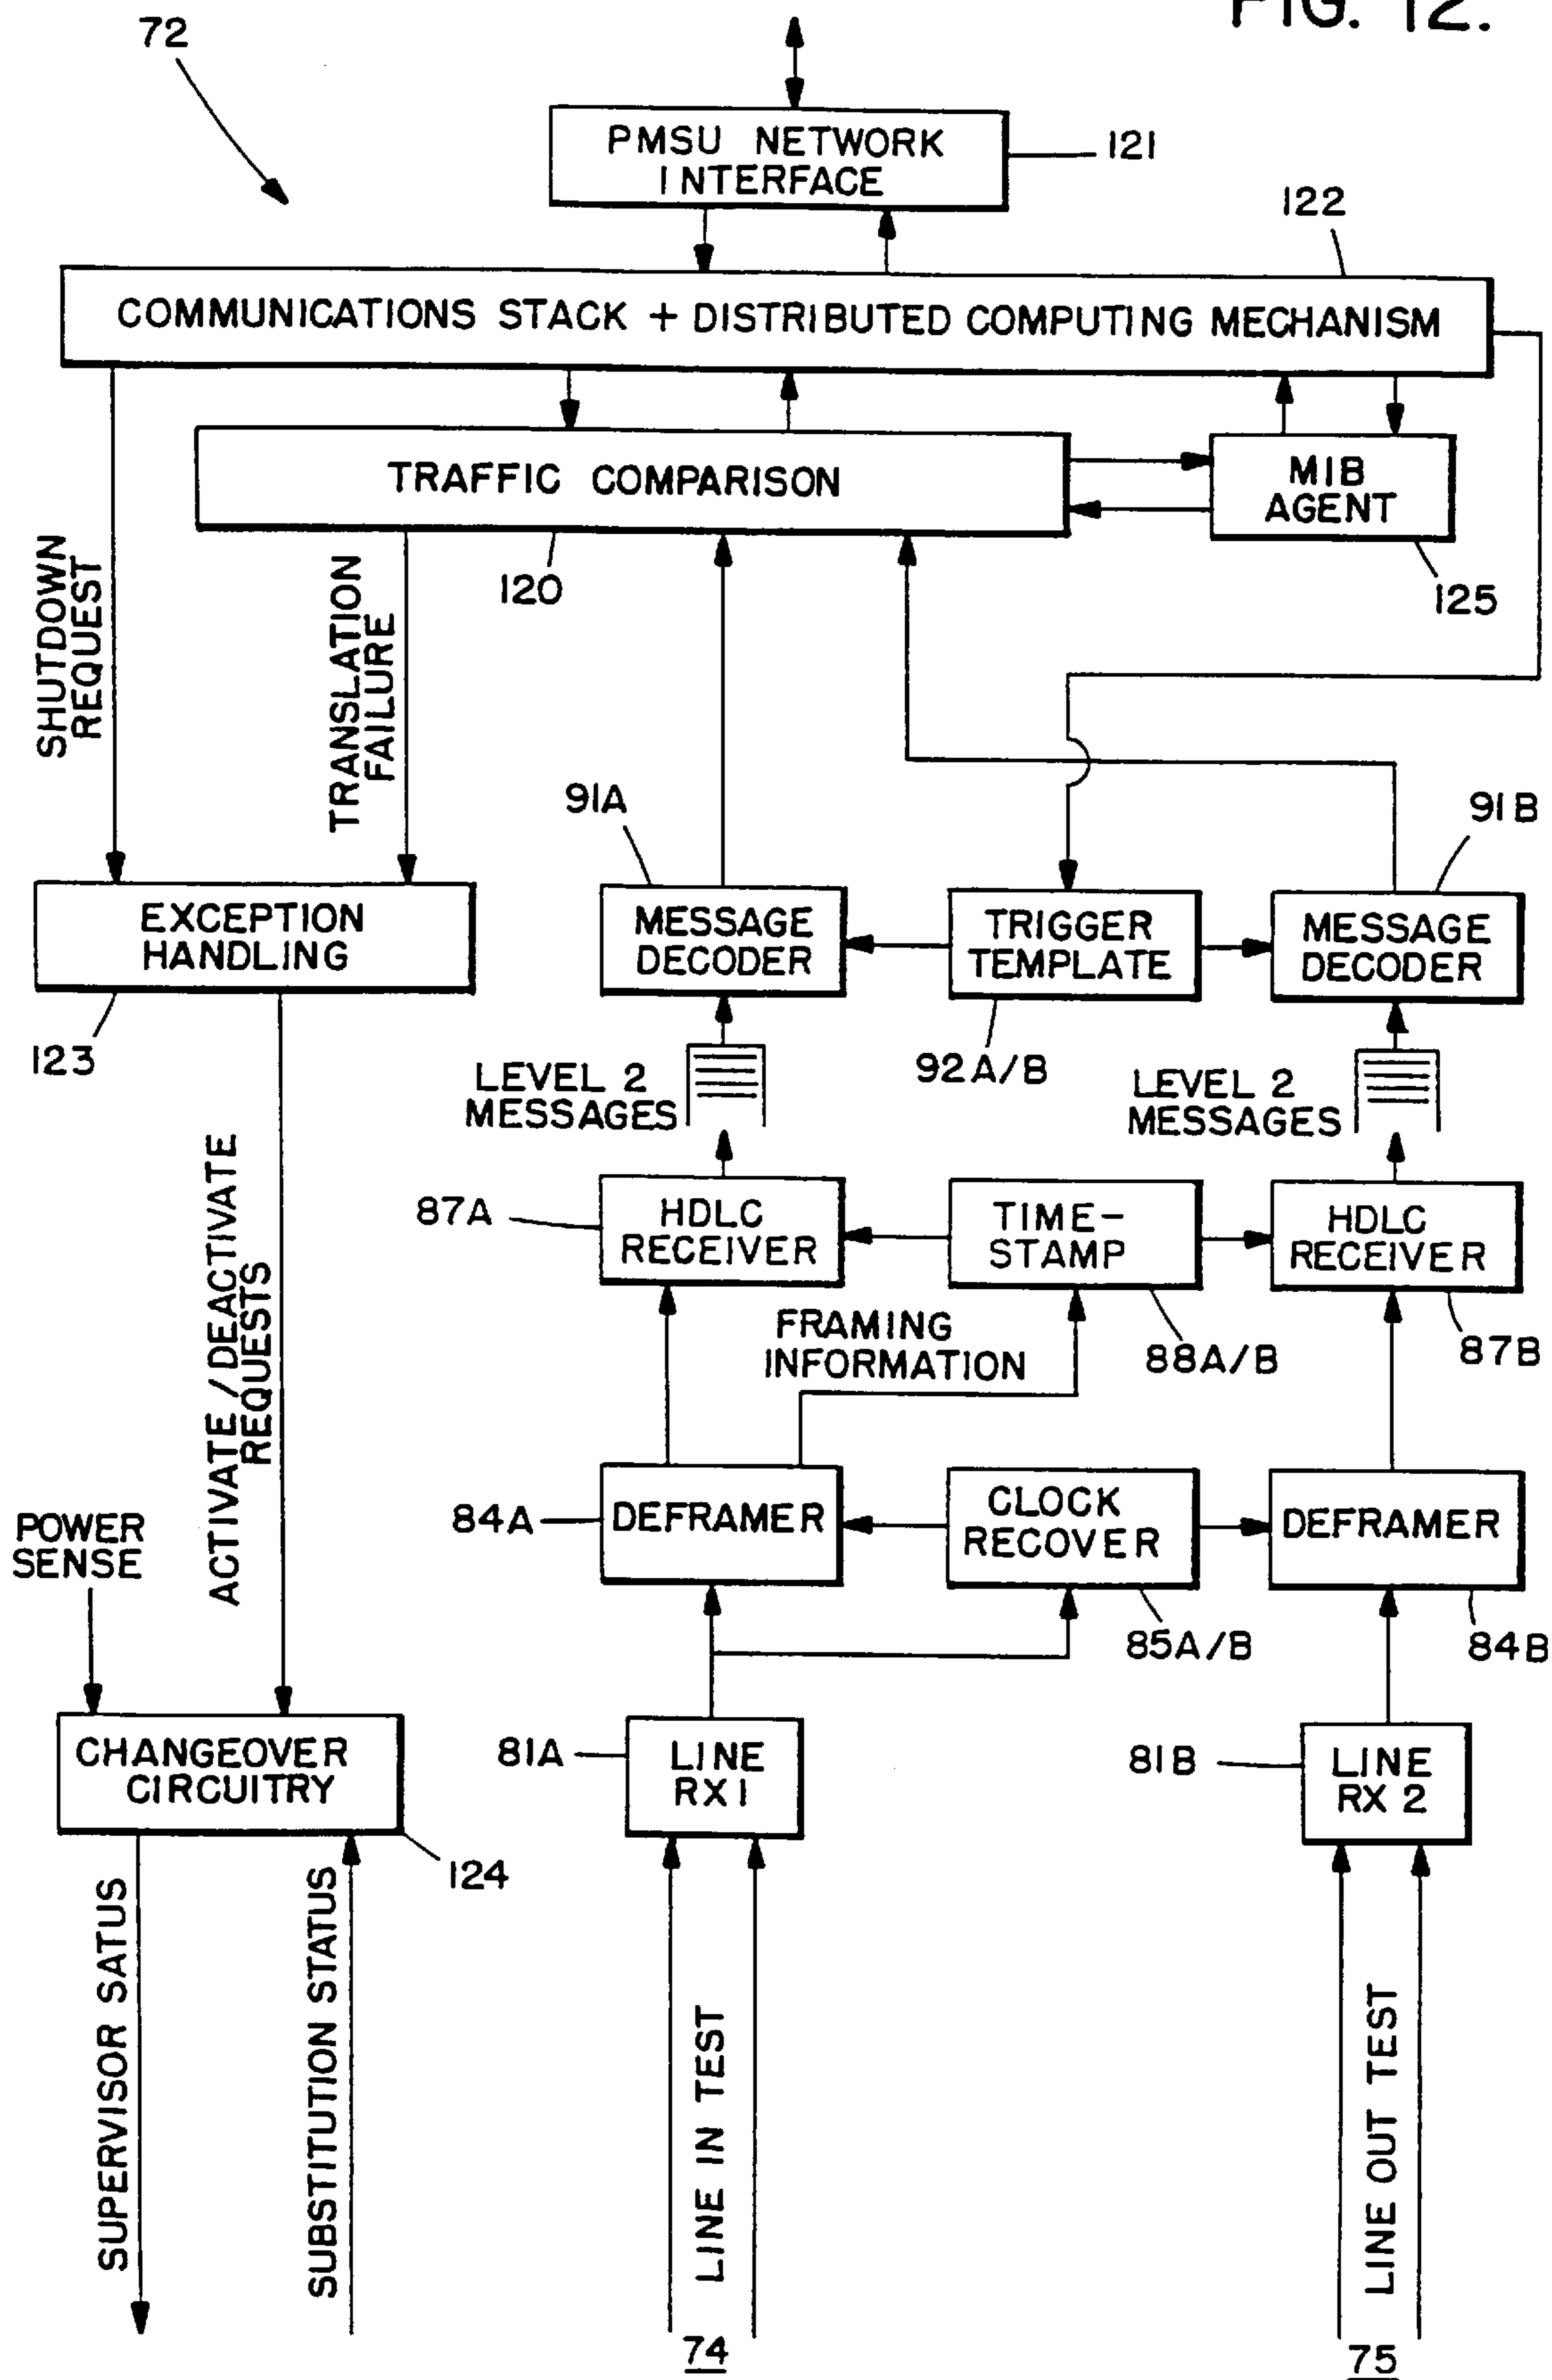 FIG. 12.
72
PMSU NETWORK
INTERFACE
121
122
COMMUNICATIONS STACK + DISTRIBUTED COMPUTING MECHANISM
TRAFFIC COMPARISON
MIB
AGENT
120
125
SHUTDOWN
REQUEST
TRANSLATION
FAILURE
91A
91B
EXCEPTION
HANDLING
MESSAGE
DECODER
TRIGGER
TEMPLATE
MESSAGE
DECODER
123
92A/B
LEVEL 2
MESSAGES
LEVEL 2
MESSAGES
87A
HDLC
RECEIVER
TIME-
STAMP
HDLC
RECEIVER
FRAMING
INFORMATION
88A/B
87B
ACTIVATE/DEACTIVATE
REQUESTS
84A
DEFRAMER
CLOCK
RECOVER
DEFRAMER
POWER
SENSE
85A/B
84B
CHANGEOVER
CIRCUITRY
81A
LINE
RX1
81B
LINE
RX 2
124
SUPERVISOR SATUS
SUBSTITUTION STATUS
LINE IN TEST
LINE OUT TEST
74
75